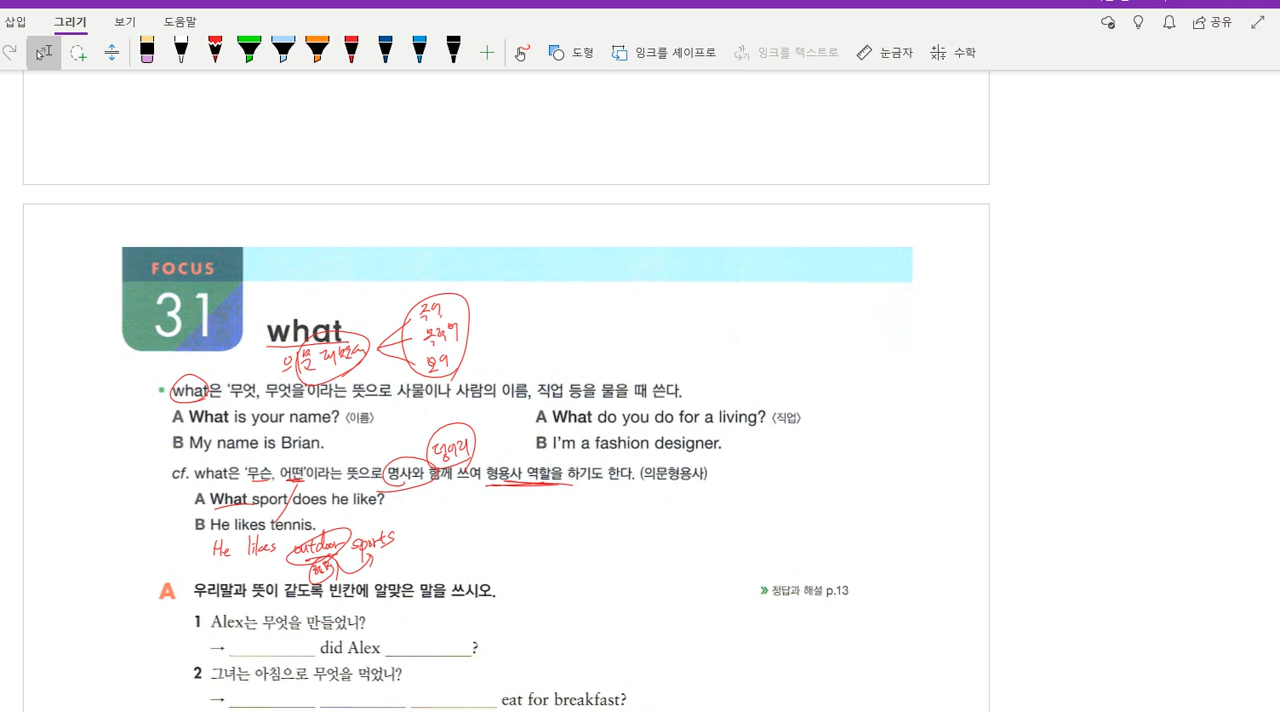 삽입 그리기 보기 도움말
공유
도형 잉크를 셰이프로 잉크를 텍스트로 눈금자 수학
FOCUS
31
what
의문대명사
주어
목적어
보어
what은 '무엇, 무엇을'이라는 뜻으로 사물이나 사람의 이름, 직업 등을 물을 때 쓴다.
A What is your name? 〈이름〉
B My name is Brian.
A What do you do for a living? 〈직업〉
B I'm a fashion designer.
덩어리
cf. what은 '무슨, 어떤'이라는 뜻으로 명사와 함께 쓰여 형용사 역할을 하기도 한다. (의문형용사)
A What sport does he like?
B He likes tennis.
He likes outdoor sports
A 우리말과 뜻이 같도록 빈칸에 알맞은 말을 쓰시오.
» 정답과 해설 p.13
1 Alex는 무엇을 만들었니?
→ __________ did Alex __________?
2 그녀는 아침으로 무엇을 먹었니?
→ __________ __________ __________ eat for breakfast?